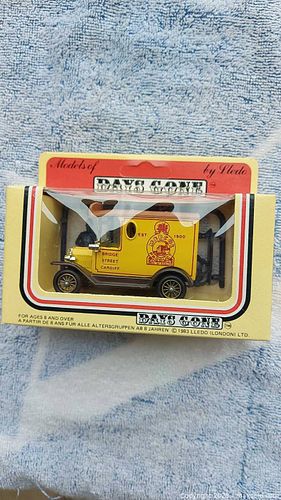 Models of
by Lledo
DAYS GONE
EST 1900
BRIDGE
STREET
CARDIFF
FOR AGES 8 AND OVER
A PARTIR DE 8 ANS FÜR ALLE ALTERSGRUPPEN AB 8 JAHREN. © 1983 LLEDO (LONDON) LTD.
DAYS GONE